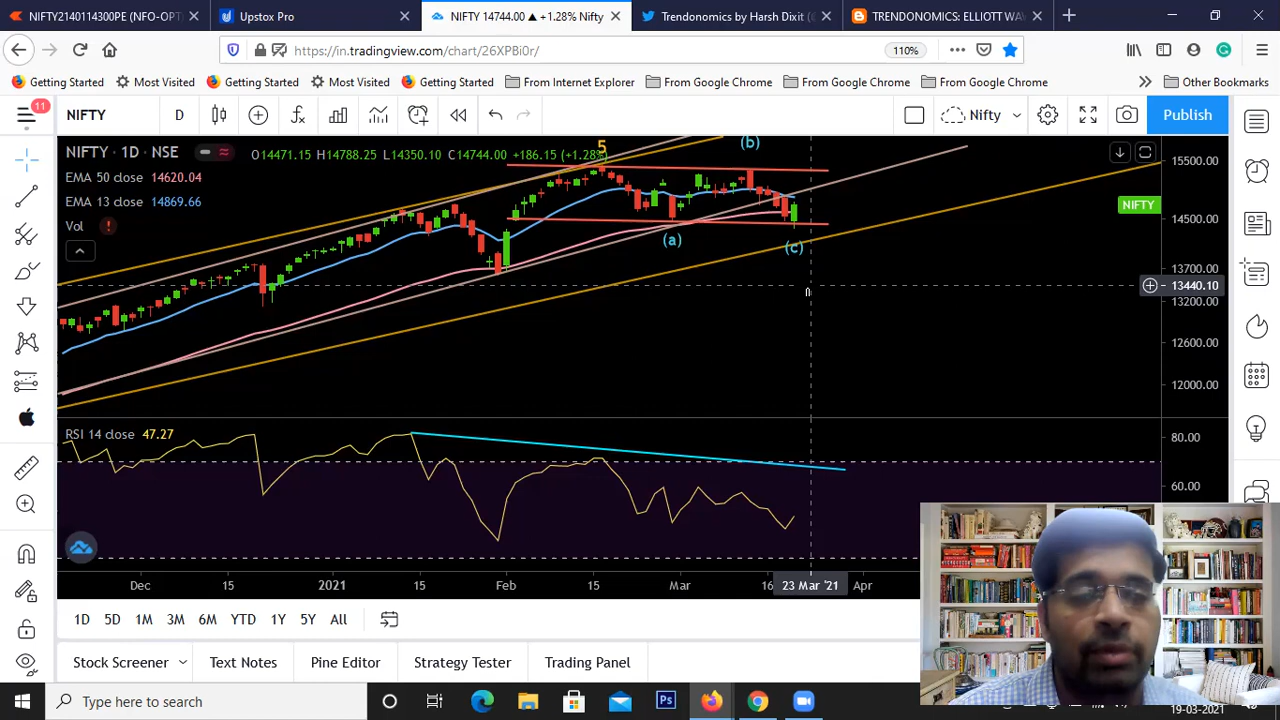 NIFTY2140114300PE (NFO-OPT
Upstox Pro
NIFTY 14744.00 ▲ +1.28% Nifty
Trendonomics by Harsh Dixit (
TRENDONOMICS: ELLIOTT WA
https://in.tradingview.com/chart/26XPBi0r/
110%
Getting Started
Most Visited
Getting Started
Most Visited
Getting Started
From Internet Explorer
From Google Chrome
From Google Chrome
From Google Chrome
Other Bookmarks
11
NIFTY
D
Nifty
Publish
NIFTY · 1D · NSE
O14471.15 H14788.25 L14350.10 C14744.00 +186.15 (+1.28%)
EMA 50 close 14620.04
EMA 13 close 14869.66
Vol
5
(b)
(a)
(c)
15500.00
NIFTY
14500.00
13700.00
13440.10
13200.00
12600.00
12000.00
RSI 14 close 47.27
80.00
60.00
Dec
15
2021
15
Feb
15
Mar
16
23 Mar '21
Apr
1D
5D
1M
3M
6M
YTD
1Y
5Y
All
Stock Screener
Text Notes
Pine Editor
Strategy Tester
Trading Panel
Type here to search
Ps
19-03-2021